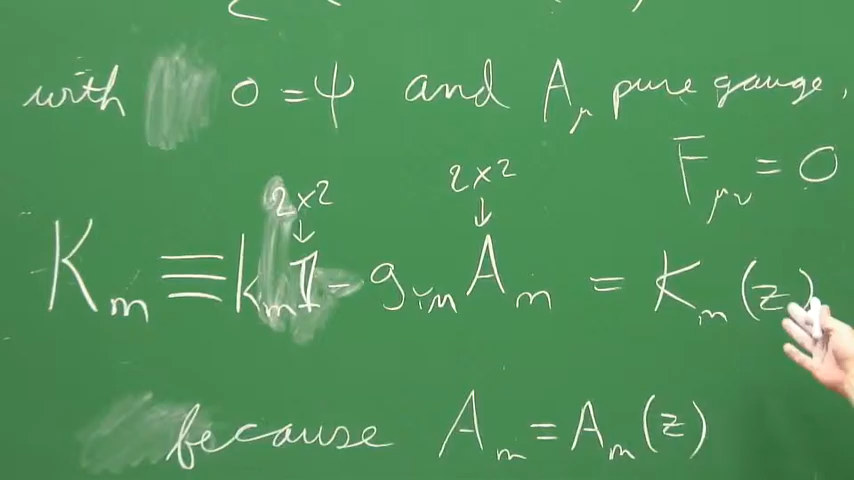 with 0 = ψ and A_μ pure gauge,
F_μν = 0
2×2 2×2
↓ ↓
K_m ≡ k_m 𝟙 - g_YM A_m = K_m(z)
because A_m = A_m(z)